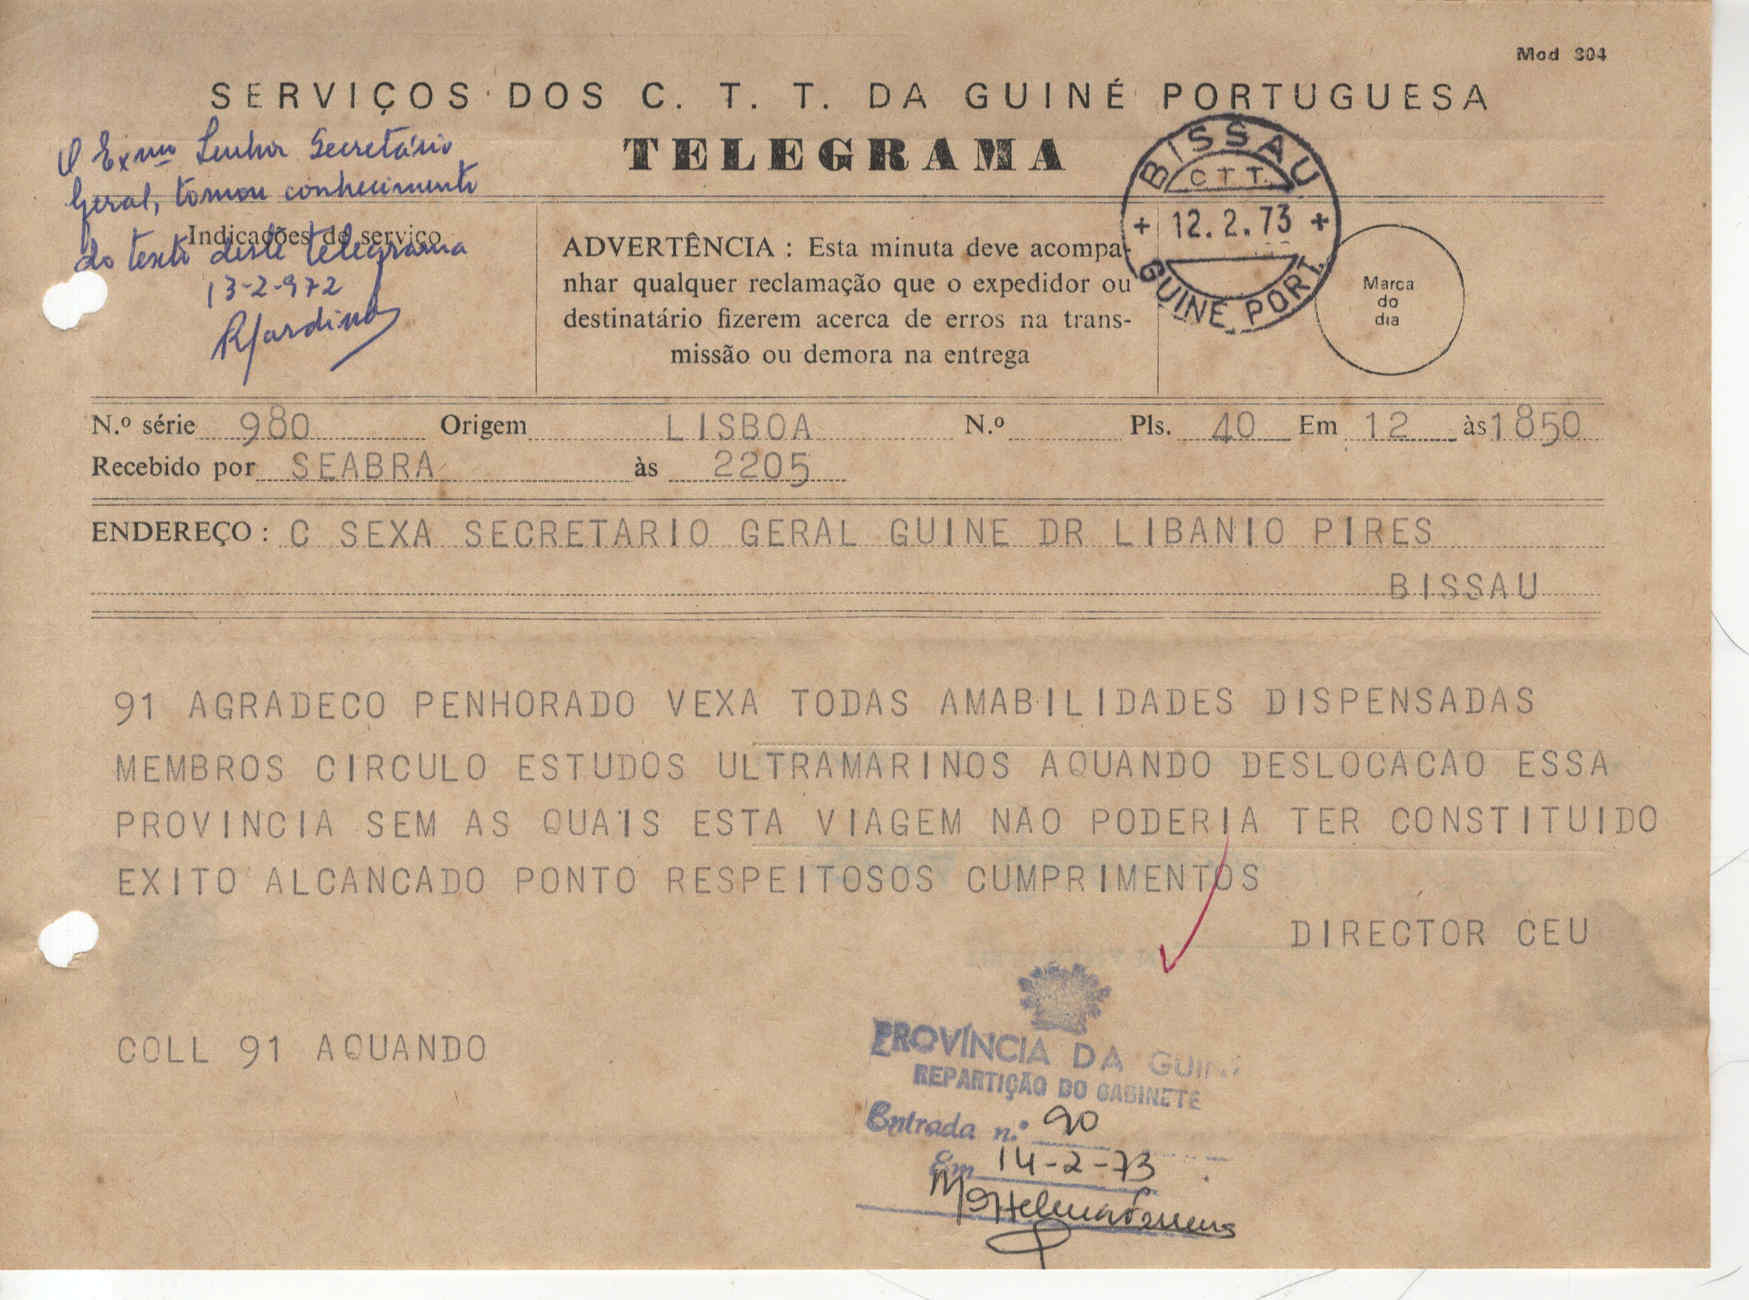 Mod 304
SERVIÇOS DOS C. T. T. DA GUINÉ PORTUGUESA
TELEGRAMA
O Exmo Senhor Secretário
Geral, tomou conhecimento
do texto deste telegrama
13-2-972
RJardim
Indicações de serviço
ADVERTÊNCIA : Esta minuta deve acompa-
nhar qualquer reclamação que o expedidor ou
destinatário fizerem acerca de erros na trans-
missão ou demora na entrega
BISSAU
C T T.
+ 12.2.73 +
GUINÉ PORT.
Marca
do
dia
N.º série 980 Origem LISBOA N.º Pls. 40 Em 12 às 1850
Recebido por SEABRA às 2205
ENDEREÇO : C SEXA SECRETARIO GERAL GUINE DR LIBANIO PIRES
BISSAU
91 AGRADECO PENHORADO VEXA TODAS AMABILIDADES DISPENSADAS
MEMBROS CIRCULO ESTUDOS ULTRAMARINOS AQUANDO DESLOCACAO ESSA
PROVINCIA SEM AS QUAIS ESTA VIAGEM NAO PODERIA TER CONSTITUIDO
EXITO ALCANCADO PONTO RESPEITOSOS CUMPRIMENTOS
DIRECTOR CEU
COLL 91 AQUANDO
PROVÍNCIA DA GUINÉ
REPARTIÇÃO DO GABINETE
Entrada n.º 90
Em 14-2-73